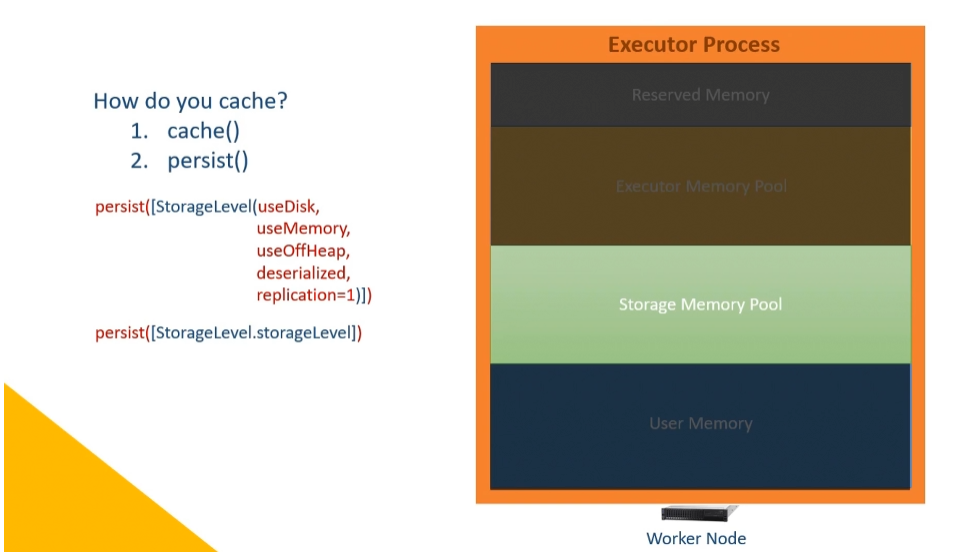 How do you cache?
1. cache()
2. persist()
persist([StorageLevel(useDisk,
useMemory,
useOffHeap,
deserialized,
replication=1)])
persist([StorageLevel.storageLevel])
Executor Process
Reserved Memory
Executor Memory Pool
Storage Memory Pool
User Memory
Worker Node